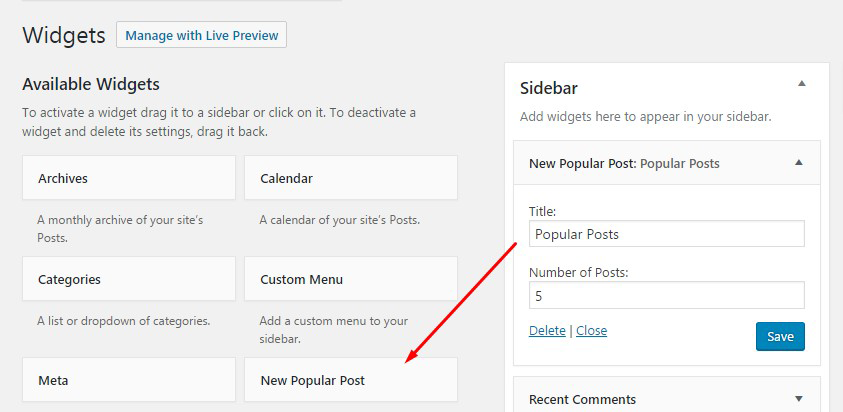 Widgets
Manage with Live Preview
Available Widgets
To activate a widget drag it to a sidebar or click on it. To deactivate a
widget and delete its settings, drag it back.
Archives
Calendar
A monthly archive of your site's
Posts.
A calendar of your site's Posts.
Categories
Custom Menu
A list or dropdown of categories.
Add a custom menu to your
sidebar.
Meta
New Popular Post
Sidebar
Add widgets here to appear in your sidebar.
New Popular Post: Popular Posts
Title:
Popular Posts
Number of Posts:
5
Delete | Close
Save
Recent Comments